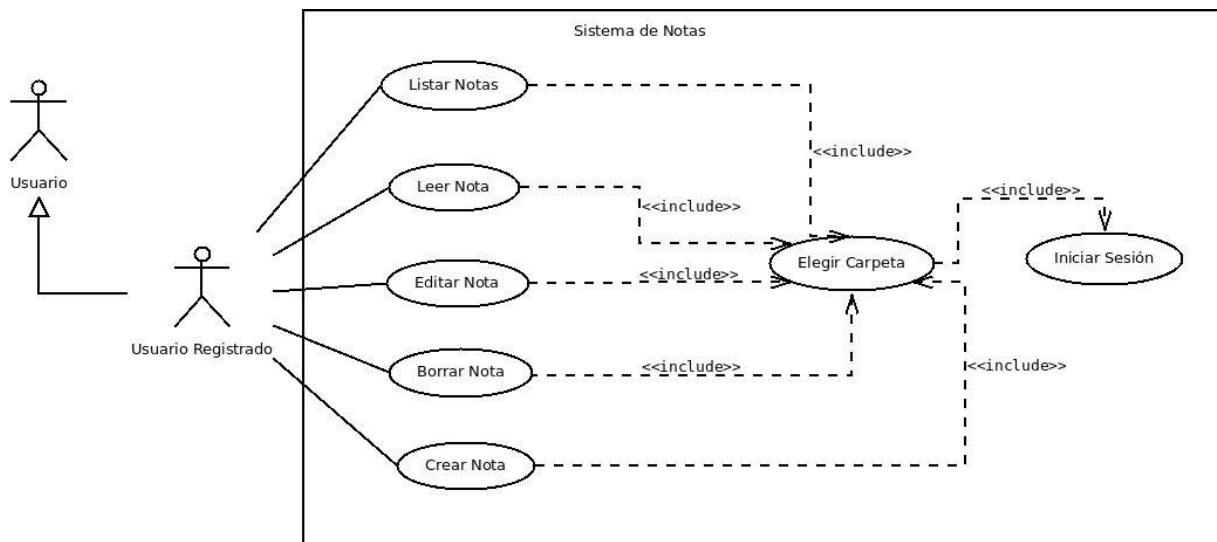 Sistema de Notas
Listar Notas
<<include>>
Usuario
Leer Nota
<<include>>
<<include>>
Elegir Carpeta
Iniciar Sesión
Editar Nota
<<include>>
Usuario Registrado
Borrar Nota
<<include>>
<<include>>
Crear Nota